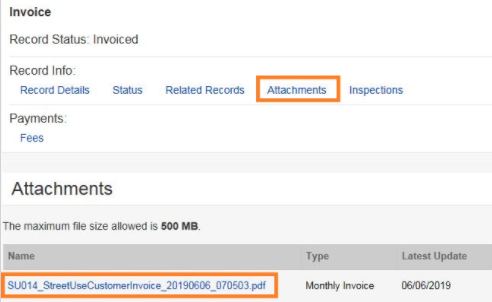 Invoice
Record Status: Invoiced
Record Info:
Record Details Status Related Records Attachments Inspections
Payments:
Fees
Attachments
The maximum file size allowed is 500 MB.
Name Type Latest Update
SU014_StreetUseCustomerInvoice_20190606_070503.pdf Monthly Invoice 06/06/2019